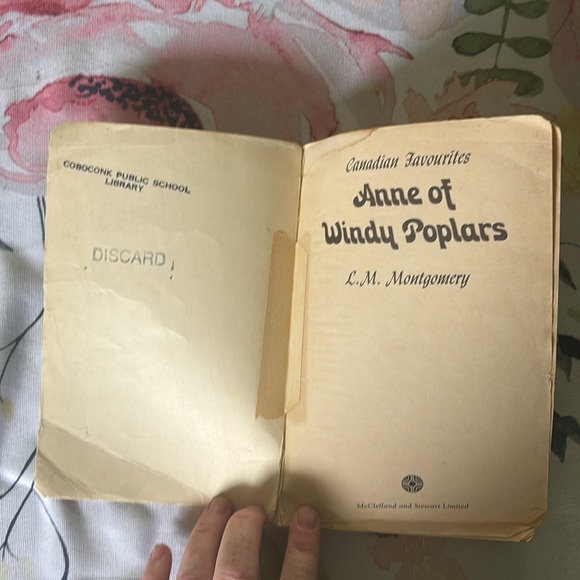 COBOCONK PUBLIC SCHOOL
LIBRARY
DISCARD
Canadian Favourites
Anne of
Windy Poplars
L.M. Montgomery
McClelland and Stewart Limited